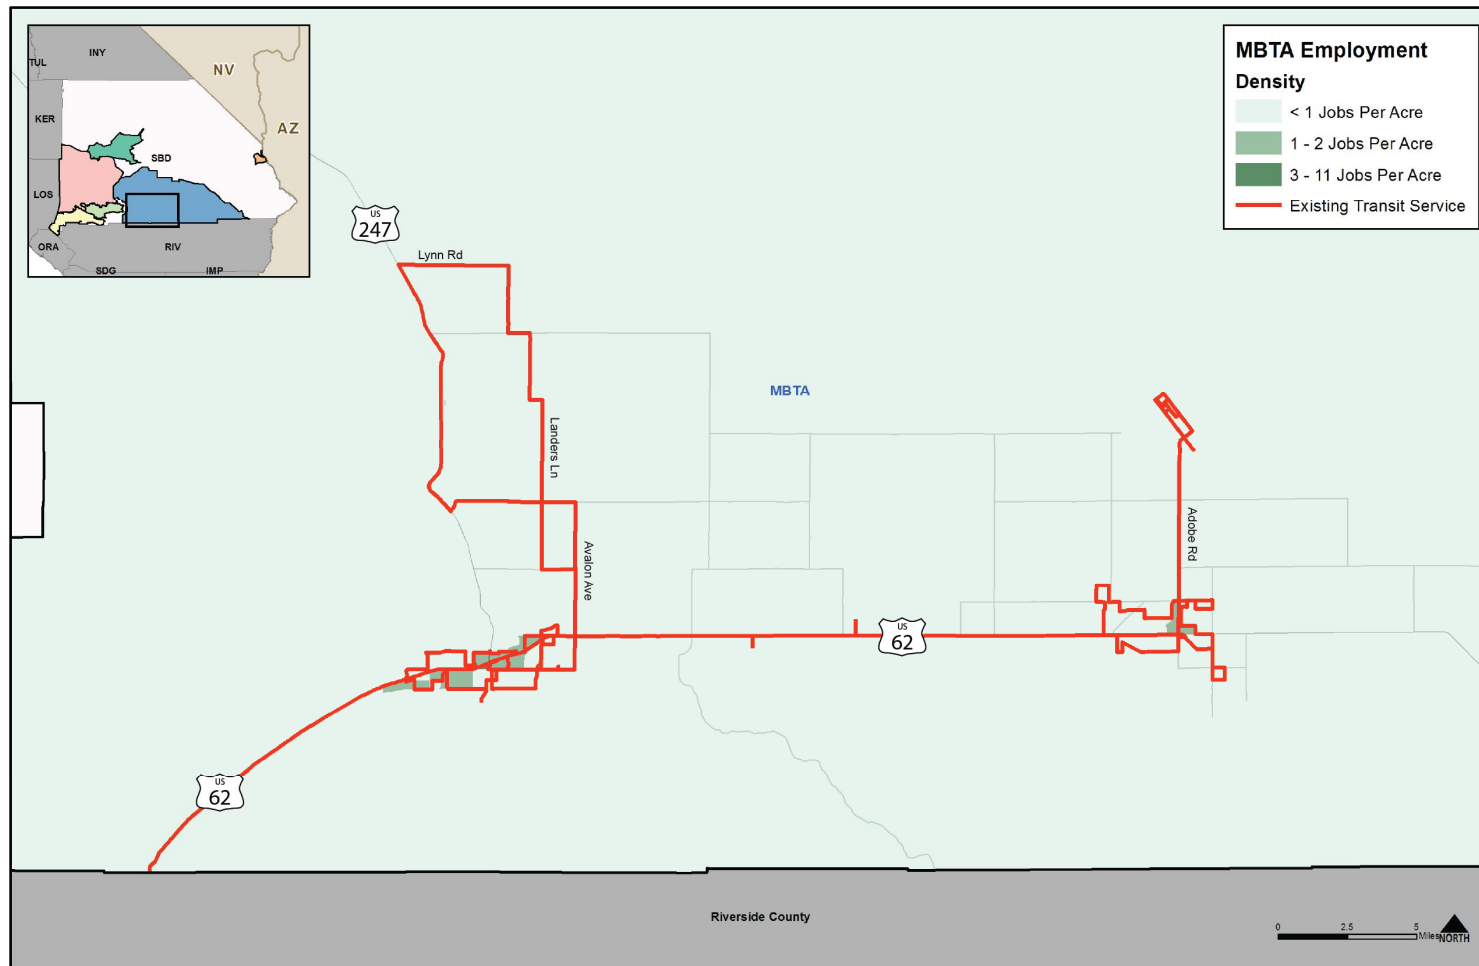 INY
TUL
NV
KER
AZ
SBD
LOS
ORA
RIV
SDG
IMP
MBTA Employment
Density
< 1 Jobs Per Acre
1 - 2 Jobs Per Acre
3 - 11 Jobs Per Acre
Existing Transit Service
US
247
Lynn Rd
MBTA
Landers Ln
Adobe Rd
Avalon Ave
US
62
US
62
Riverside County
0 2.5 5
Miles
NORTH